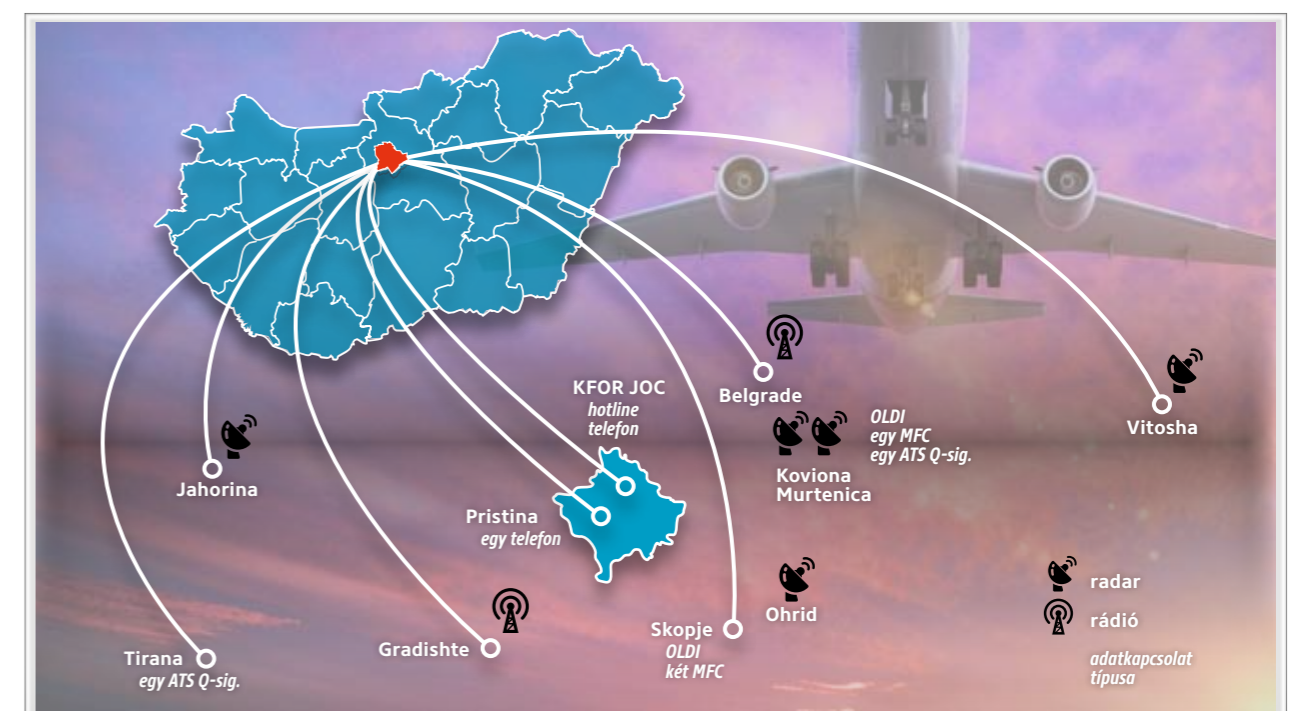 KFOR JOC
hotline
telefon
Belgrade
OLDI
egy MFC
egy ATS Q-sig.
Vitosha
Koviona
Murtenica
Jahorina
Pristina
egy telefon
radar
Ohrid
rádió
Skopje
OLDI
két MFC
Gradishte
Tirana
egy ATS Q-sig.
adatkapcsolat
típusa